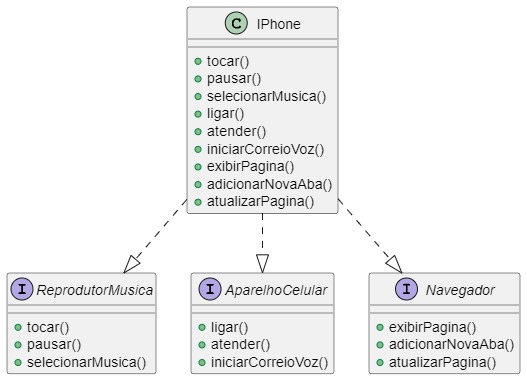 C IPhone
tocar()
pausar()
selecionarMusica()
ligar()
atender()
iniciarCorreioVoz()
exibirPagina()
adicionarNovaAba()
atualizarPagina()
I ReprodutorMusica
tocar()
pausar()
selecionarMusica()
I AparelhoCelular
ligar()
atender()
iniciarCorreioVoz()
I Navegador
exibirPagina()
adicionarNovaAba()
atualizarPagina()